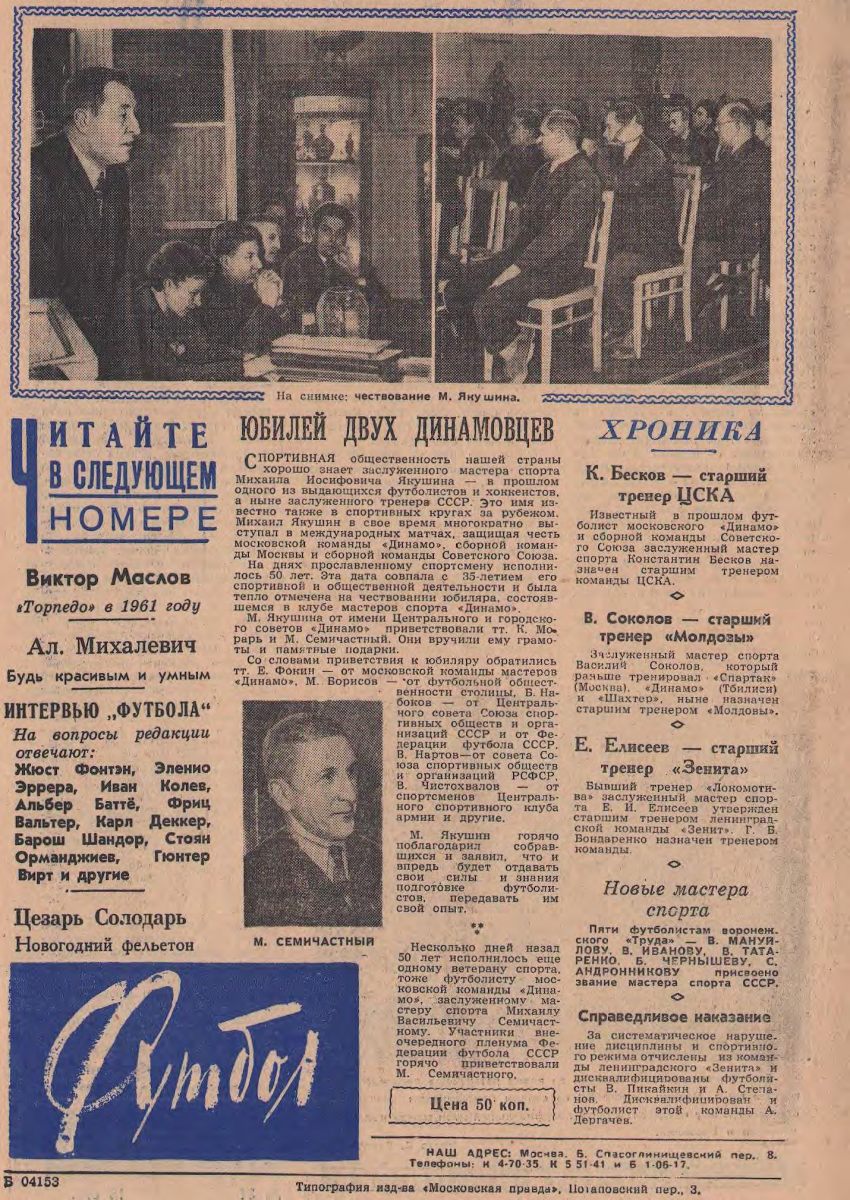 На снимке: чествование М. Якушина.
ЧИТАЙТЕ
В СЛЕДУЮЩЕМ
НОМЕРЕ
Виктор Маслов
«Торпедо» в 1961 году
Ал. Михалевич
Будь красивым и умным
ИНТЕРВЬЮ „ФУТБОЛА“
На вопросы редакции
отвечают:
Жюст Фонтэн, Эленио
Эррера, Иван Колев,
Альбер Баттё, Фриц
Вальтер, Карл Деккер,
Барош Шандор, Стоян
Орманджиев, Гюнтер
Вирт и другие
Цезарь Солодарь
Новогодний фельетон
Футбол
ЮБИЛЕЙ ДВУХ ДИНАМОВЦЕВ
СПОРТИВНАЯ общественность нашей страны
хорошо знает заслуженного мастера спорта
Михаила Иосифовича Якушина — в прошлом
одного из выдающихся футболистов и хоккеистов,
а ныне заслуженного тренера СССР. Это имя из-
вестно также в спортивных кругах за рубежом.
Михаил Якушин в свое время многократно вы-
ступал в международных матчах, защищая честь
московской команды «Динамо», сборной коман-
ды Москвы и сборной команды Советского Союза.
На днях прославленному спортсмену исполни-
лось 50 лет. Эта дата совпала с 35-летием его
спортивной и общественной деятельности и была
тепло отмечена на чествовании юбиляра, состояв-
шемся в клубе мастеров спорта «Динамо».
М. Якушина от имени Центрального и городско-
го советов «Динамо» приветствовали тт. К. Мо-
рарь и М. Семичастный. Они вручили ему грамо-
ты и памятные подарки.
Со словами приветствия к юбиляру обратились
тт. Е. Фокин — от московской команды мастеров
«Динамо», М. Борисов — от футбольной общест-
венности столицы, Б. На-
боков — от Централь-
ного совета Союза спор-
тивных обществ и орга-
низаций СССР и от Фе-
дерации футбола СССР,
В. Нартов—от совета Со-
юза спортивных обществ
и организаций РСФСР,
В. Чистохвалов — от
спортсменов Централь-
ного спортивного клуба
армии и другие.
М. Якушин горячо
поблагодарил собрав-
шихся и заявил, что и
впредь будет отдавать
свои силы и знания
подготовке футболи-
стов, передавать им
свой опыт.
**
*
Несколько дней назад
50 лет исполнилось еще
одному ветерану спорта,
тоже футболисту мос-
ковской команды «Дина-
мо», заслуженному ма-
стеру спорта Михаилу
Васильевичу Семичаст-
ному. Участники вне-
очередного пленума Фе-
дерации футбола СССР
горячо приветствовали
М. Семичастного.
М. СЕМИЧАСТНЫЙ
Цена 50 коп.
ХРОНИКА
К. Бесков — старший
тренер ЦСКА
Известный в прошлом фут-
болист московского «Динамо»
и сборной команды Советско-
го Союза заслуженный мастер
спорта Константин Бесков на-
значен старшим тренером
команды ЦСКА.
В. Соколов — старший
тренер «Молдовы»
Заслуженный мастер спорта
Василий Соколов, который
раньше тренировал «Спартак»
(Москва), «Динамо» (Тбилиси)
и «Шахтер», ныне назначен
старшим тренером «Молдовы».
Е. Елисеев — старший
тренер «Зенита»
Бывший тренер «Локомоти-
ва» заслуженный мастер спор-
та Е. И. Елисеев утвержден
старшим тренером ленинград-
ской команды «Зенит». Г. Б.
Бондаренко назначен тренером
команды.
Новые мастера
спорта
Пяти футболистам воронеж-
ского «Труда» — В. МАНУЙ-
ЛОВУ, В. ИВАНОВУ, В. ТАТА-
РЕНКО, Б. ЧЕРНЫШЕВУ, С.
АНДРОННИКОВУ присвоено
звание мастера спорта СССР.
Справедливое наказание
За систематическое наруше-
ние дисциплины и спортивно-
го режима отчислены из коман-
ды ленинградского «Зенита» и
дисквалифицированы футболи-
сты В. Пикайкин и А. Степа-
нов. Дисквалифицирован и
футболист этой команды А.
Дергачев.
НАШ АДРЕС: Москва, Б. Спасоглинищевский пер., 8.
Телефоны: К 4-70-35, К 5 51-41 и Б 1-06-17.
Б 04153
Типография изд-ва «Московская правда», Потаповский пер., 3.